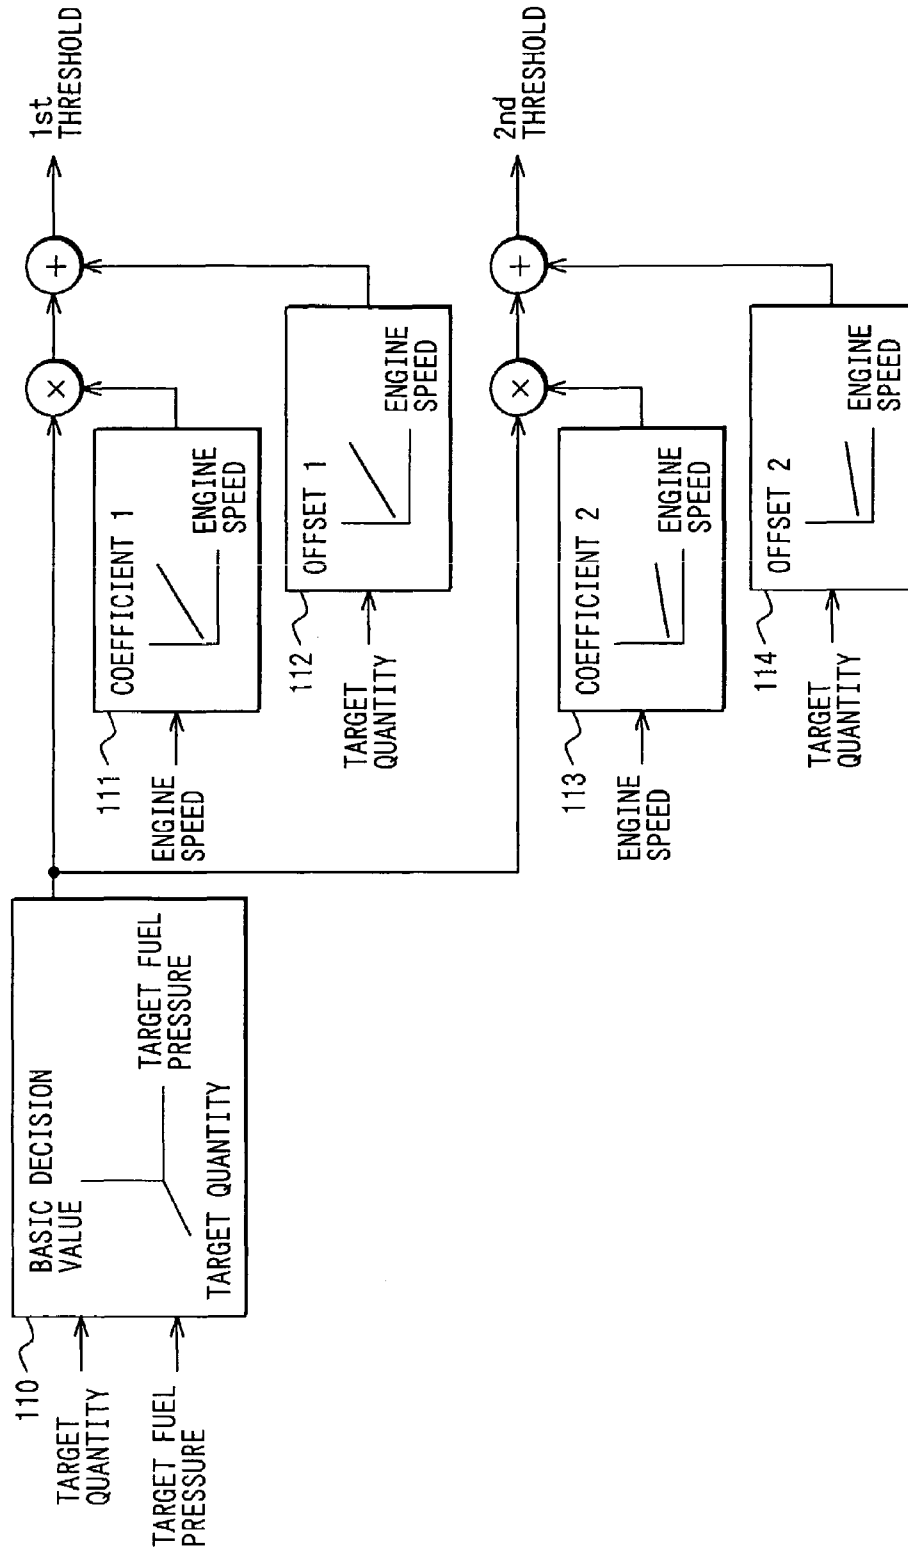 110
TARGET
QUANTITY
TARGET FUEL
PRESSURE
BASIC DECISION
VALUE
TARGET FUEL
PRESSURE
TARGET QUANTITY
111
ENGINE
SPEED
COEFFICIENT 1
ENGINE
SPEED
×
+
1st
THRESHOLD
112
TARGET
QUANTITY
OFFSET 1
ENGINE
SPEED
113
ENGINE
SPEED
COEFFICIENT 2
ENGINE
SPEED
×
+
2nd
THRESHOLD
114
TARGET
QUANTITY
OFFSET 2
ENGINE
SPEED